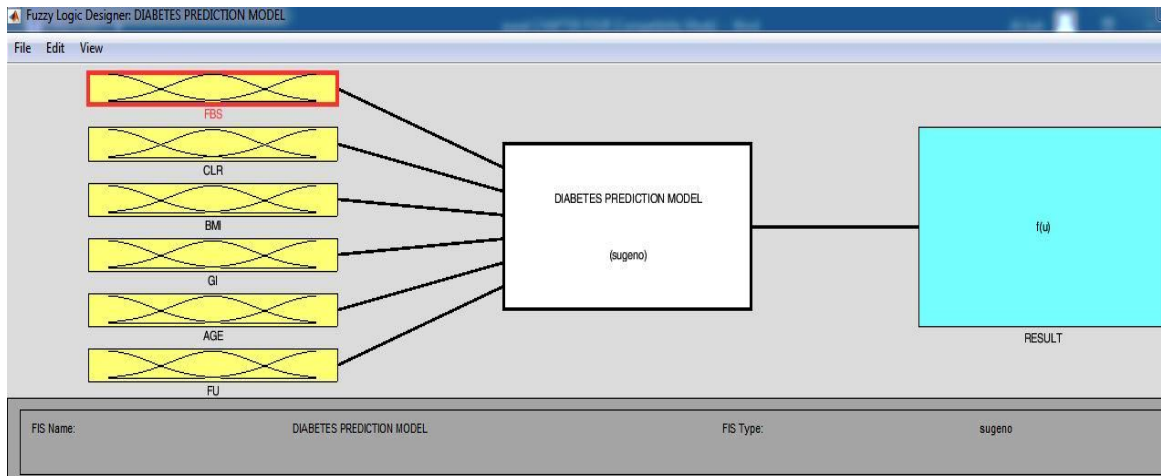 Fuzzy Logic Designer: DIABETES PREDICTION MODEL
File Edit View
FBS
CLR
BMI
GI
AGE
FU
DIABETES PREDICTION MODEL
(sugeno)
f(u)
RESULT
FIS Name: DIABETES PREDICTION MODEL FIS Type: sugeno